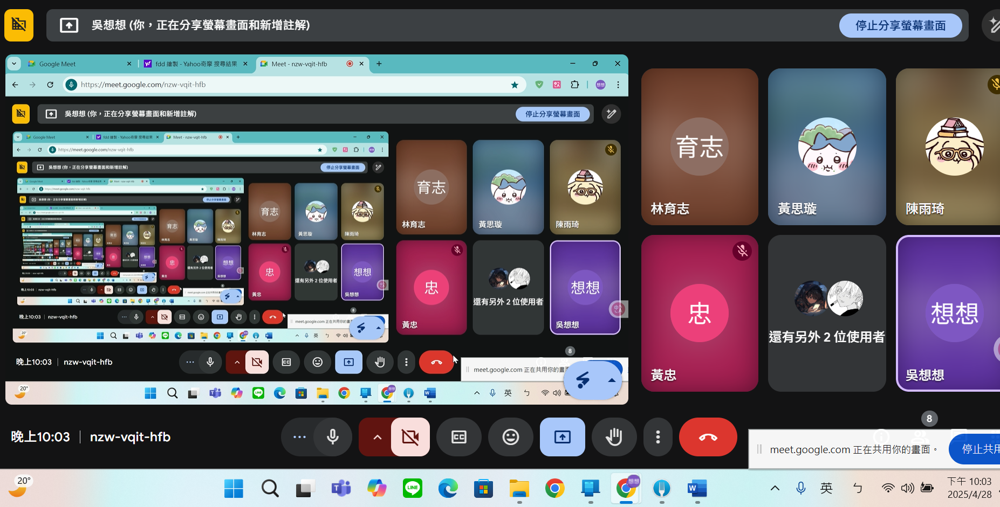 吳想想 (你，正在分享螢幕畫面和新增註解)
停止分享螢幕畫面
Google Meet
fdd 繪製 - Yahoo奇摩 搜尋結果
Meet - nzw-vqit-hfb
https://meet.google.com/nzw-vqit-hfb
吳想想 (你，正在分享螢幕畫面和新增註解)
停止分享螢幕畫面
Google Meet
fdd 繪製 - Yahoo奇摩 搜尋結果
Meet - nzw-vqit-hfb
https://meet.google.com/nzw-vqit-hfb
吳想想 (你，正在分享螢幕畫面和新增註解)
停止分享螢幕畫面
育志
林育志
黃思璇
陳雨琦
忠
黃忠
還有另外 2 位使用者
想想
吳想想
晚上10:03
nzw-vqit-hfb
8
meet.google.com 正在共用你的畫
20°
英
ㄅ
育志
林育志
黃思璇
陳雨琦
忠
黃忠
還有另外 2 位使用者
想想
吳想想
晚上10:03
nzw-vqit-hfb
8
meet.google.com 正在共用你的畫
20°
英
ㄅ
育志
林育志
黃思璇
陳雨琦
忠
黃忠
還有另外 2 位使用者
想想
吳想想
晚上10:03
nzw-vqit-hfb
8
meet.google.com 正在共用你的畫面。
停止共用
20°
LINE
英
ㄅ
下午 10:03
2025/4/28